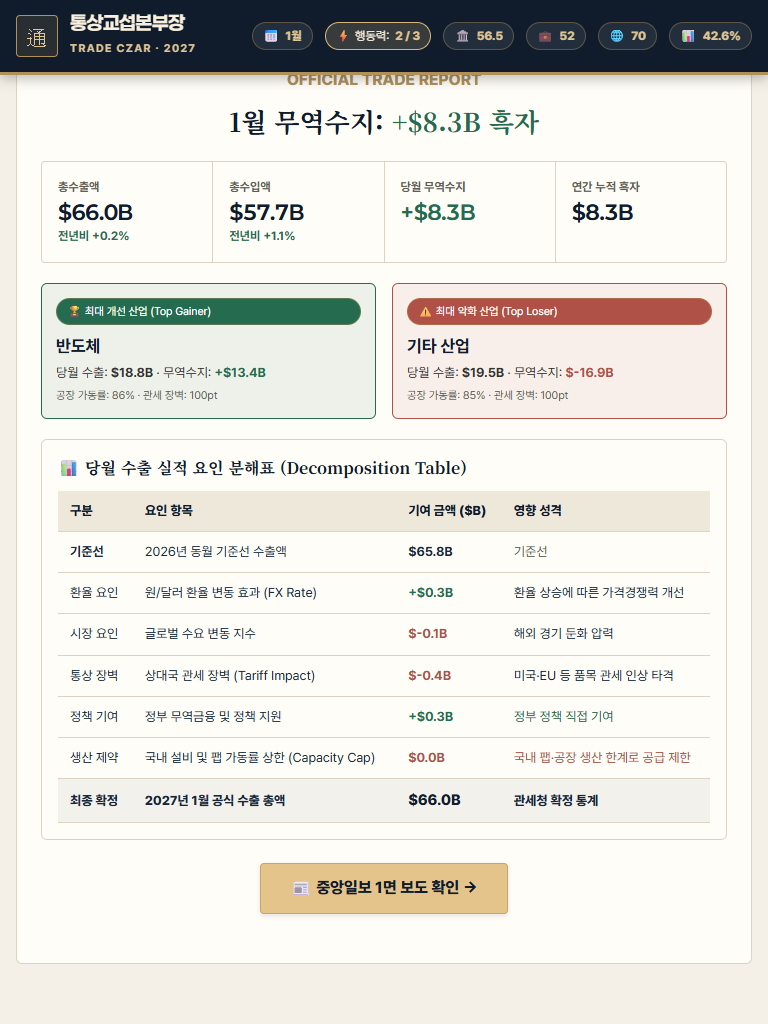 通
통상교섭본부장
TRADE CZAR · 2027
1월
행동력: 2 / 3
56.5
52
70
42.6%
OFFICIAL TRADE REPORT
1월 무역수지: +$8.3B 흑자
총수출액
$66.0B
전년비 +0.2%
총수입액
$57.7B
전년비 +1.1%
당월 무역수지
+$8.3B
연간 누적 흑자
$8.3B
최대 개선 산업 (Top Gainer)
반도체
당월 수출: $18.8B · 무역수지: +$13.4B
공장 가동률: 86% · 관세 장벽: 100pt
최대 악화 산업 (Top Loser)
기타 산업
당월 수출: $19.5B · 무역수지: $-16.9B
공장 가동률: 85% · 관세 장벽: 100pt
당월 수출 실적 요인 분해표 (Decomposition Table)
구분 요인 항목 기여 금액 ($B) 영향 성격
기준선 2026년 동월 기준선 수출액 $65.8B 기준선
환율 요인 원/달러 환율 변동 효과 (FX Rate) +$0.3B 환율 상승에 따른 가격경쟁력 개선
시장 요인 글로벌 수요 변동 지수 $-0.1B 해외 경기 둔화 압력
통상 장벽 상대국 관세 장벽 (Tariff Impact) $-0.4B 미국·EU 등 품목 관세 인상 타격
정책 기여 정부 무역금융 및 정책 지원 +$0.3B 정부 정책 직접 기여
생산 제약 국내 설비 및 팹 가동률 상한 (Capacity Cap) $0.0B 국내 팹·공장 생산 한계로 공급 제한
최종 확정 2027년 1월 공식 수출 총액 $66.0B 관세청 확정 통계
중앙일보 1면 보도 확인 →